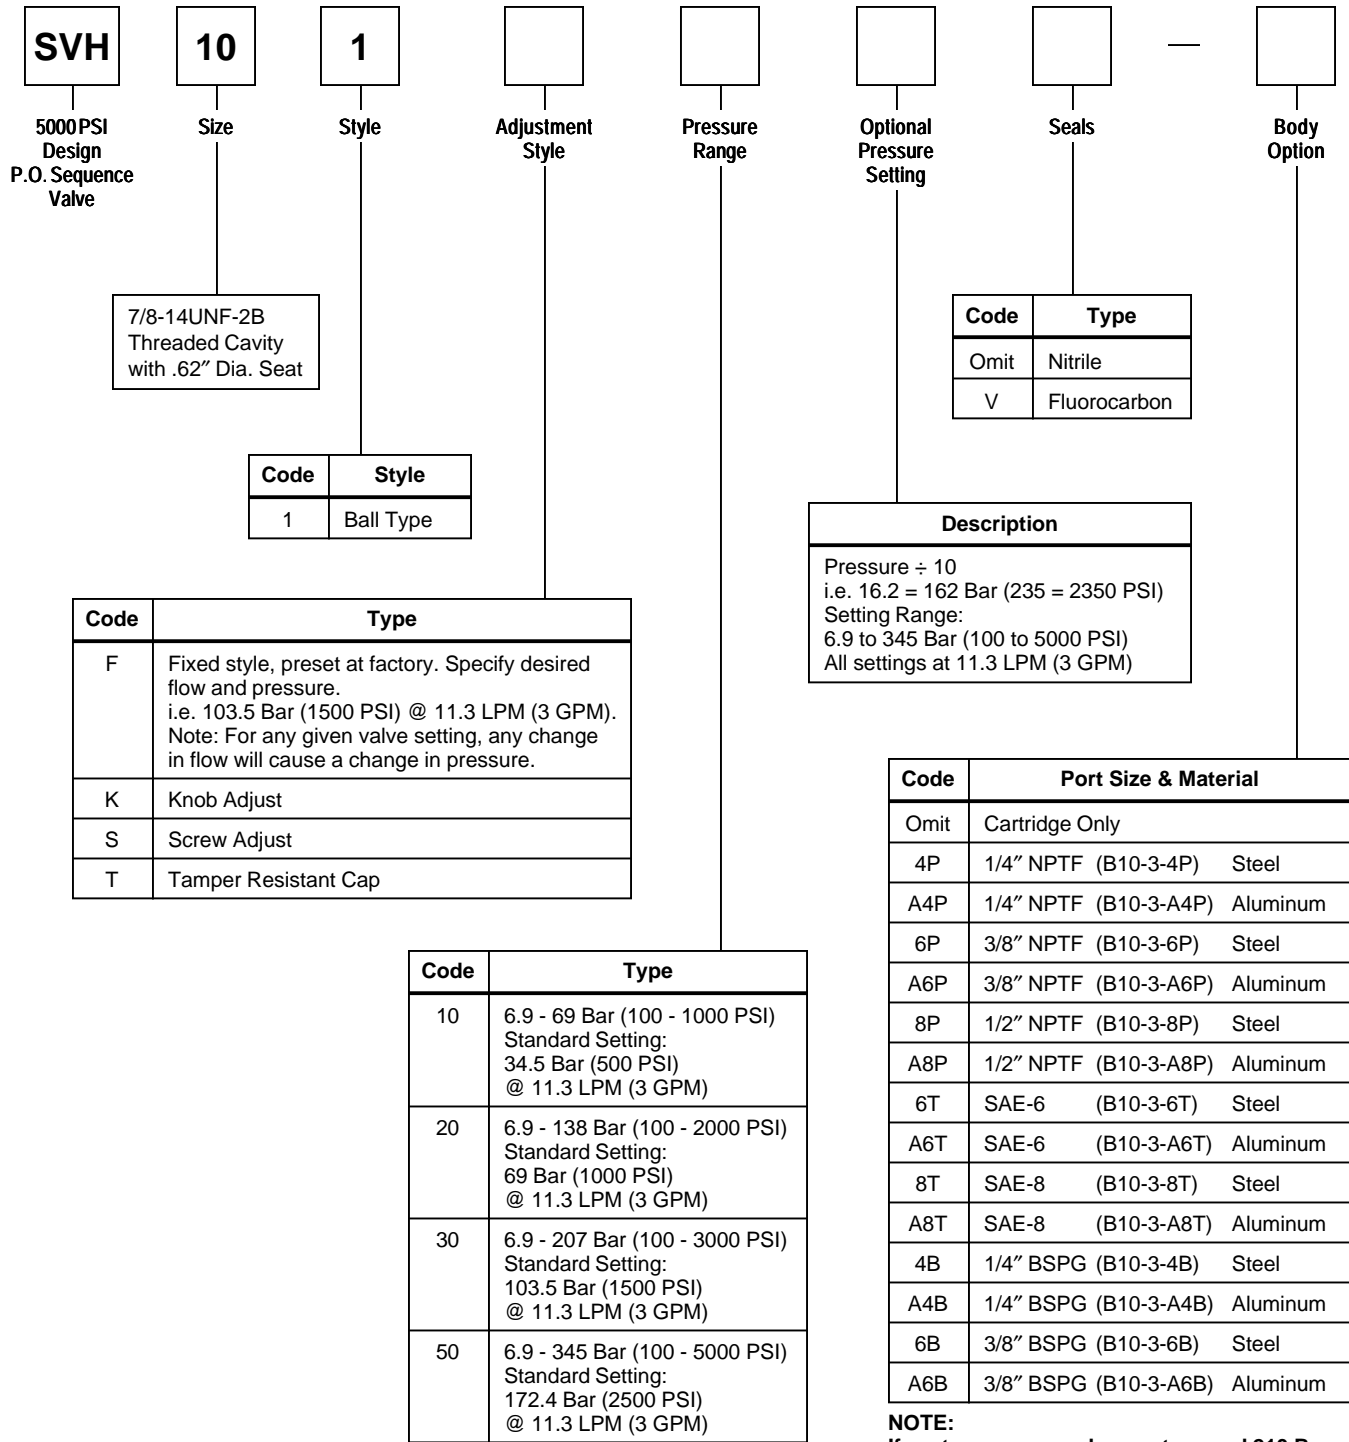 SVH 10 1 —
5000 PSI Design P.O. Sequence Valve
Size
Style
Adjustment Style
Pressure Range
Optional Pressure Setting
Seals
Body Option
7/8-14UNF-2B
Threaded Cavity
with .62″ Dia. Seat
Code Type
Omit Nitrile
V Fluorocarbon
Code Style
1 Ball Type
Description
Pressure ÷ 10
i.e. 16.2 = 162 Bar (235 = 2350 PSI)
Setting Range:
6.9 to 345 Bar (100 to 5000 PSI)
All settings at 11.3 LPM (3 GPM)
Code Type
F Fixed style, preset at factory. Specify desired
flow and pressure.
i.e. 103.5 Bar (1500 PSI) @ 11.3 LPM (3 GPM).
Note: For any given valve setting, any change
in flow will cause a change in pressure.
K Knob Adjust
S Screw Adjust
T Tamper Resistant Cap
Code Type
10 6.9 - 69 Bar (100 - 1000 PSI)
Standard Setting:
34.5 Bar (500 PSI)
@ 11.3 LPM (3 GPM)
20 6.9 - 138 Bar (100 - 2000 PSI)
Standard Setting:
69 Bar (1000 PSI)
@ 11.3 LPM (3 GPM)
30 6.9 - 207 Bar (100 - 3000 PSI)
Standard Setting:
103.5 Bar (1500 PSI)
@ 11.3 LPM (3 GPM)
50 6.9 - 345 Bar (100 - 5000 PSI)
Standard Setting:
172.4 Bar (2500 PSI)
@ 11.3 LPM (3 GPM)
Code Port Size & Material
Omit Cartridge Only
4P 1/4″ NPTF (B10-3-4P) Steel
A4P 1/4″ NPTF (B10-3-A4P) Aluminum
6P 3/8″ NPTF (B10-3-6P) Steel
A6P 3/8″ NPTF (B10-3-A6P) Aluminum
8P 1/2″ NPTF (B10-3-8P) Steel
A8P 1/2″ NPTF (B10-3-A8P) Aluminum
6T SAE-6 (B10-3-6T) Steel
A6T SAE-6 (B10-3-A6T) Aluminum
8T SAE-8 (B10-3-8T) Steel
A8T SAE-8 (B10-3-A8T) Aluminum
4B 1/4″ BSPG (B10-3-4B) Steel
A4B 1/4″ BSPG (B10-3-A4B) Aluminum
6B 3/8″ BSPG (B10-3-6B) Steel
A6B 3/8″ BSPG (B10-3-A6B) Aluminum
NOTE: